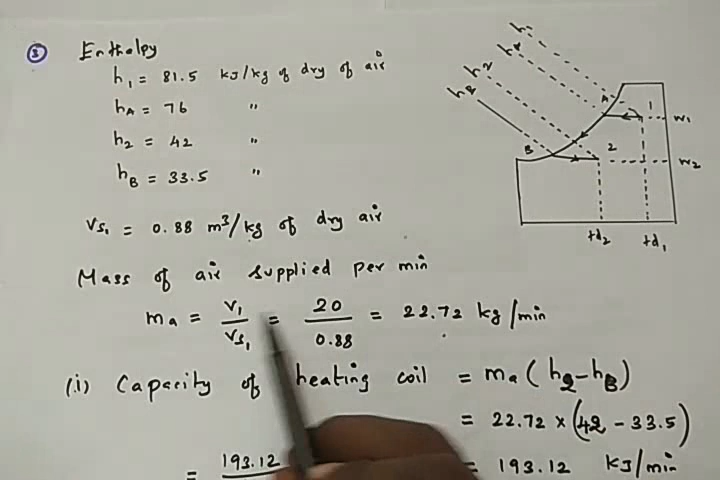 ③ Enthalpy
h₁ = 81.5 kJ/kg of dry of air
hA = 76 "
h₂ = 42 "
hB = 33.5 "
vs₁ = 0.88 m³/kg of dry air
Mass of air supplied per min
ma = v₁/vs₁ = 20/0.88 = 22.72 kg/min
(i) Capacity of heating coil = ma (h₂ - hB)
= 22.72 × (42 - 33.5)
= 193.12 = 193.12 KJ/min
A 1 w₁
B 2 w₂
td₂ td₁